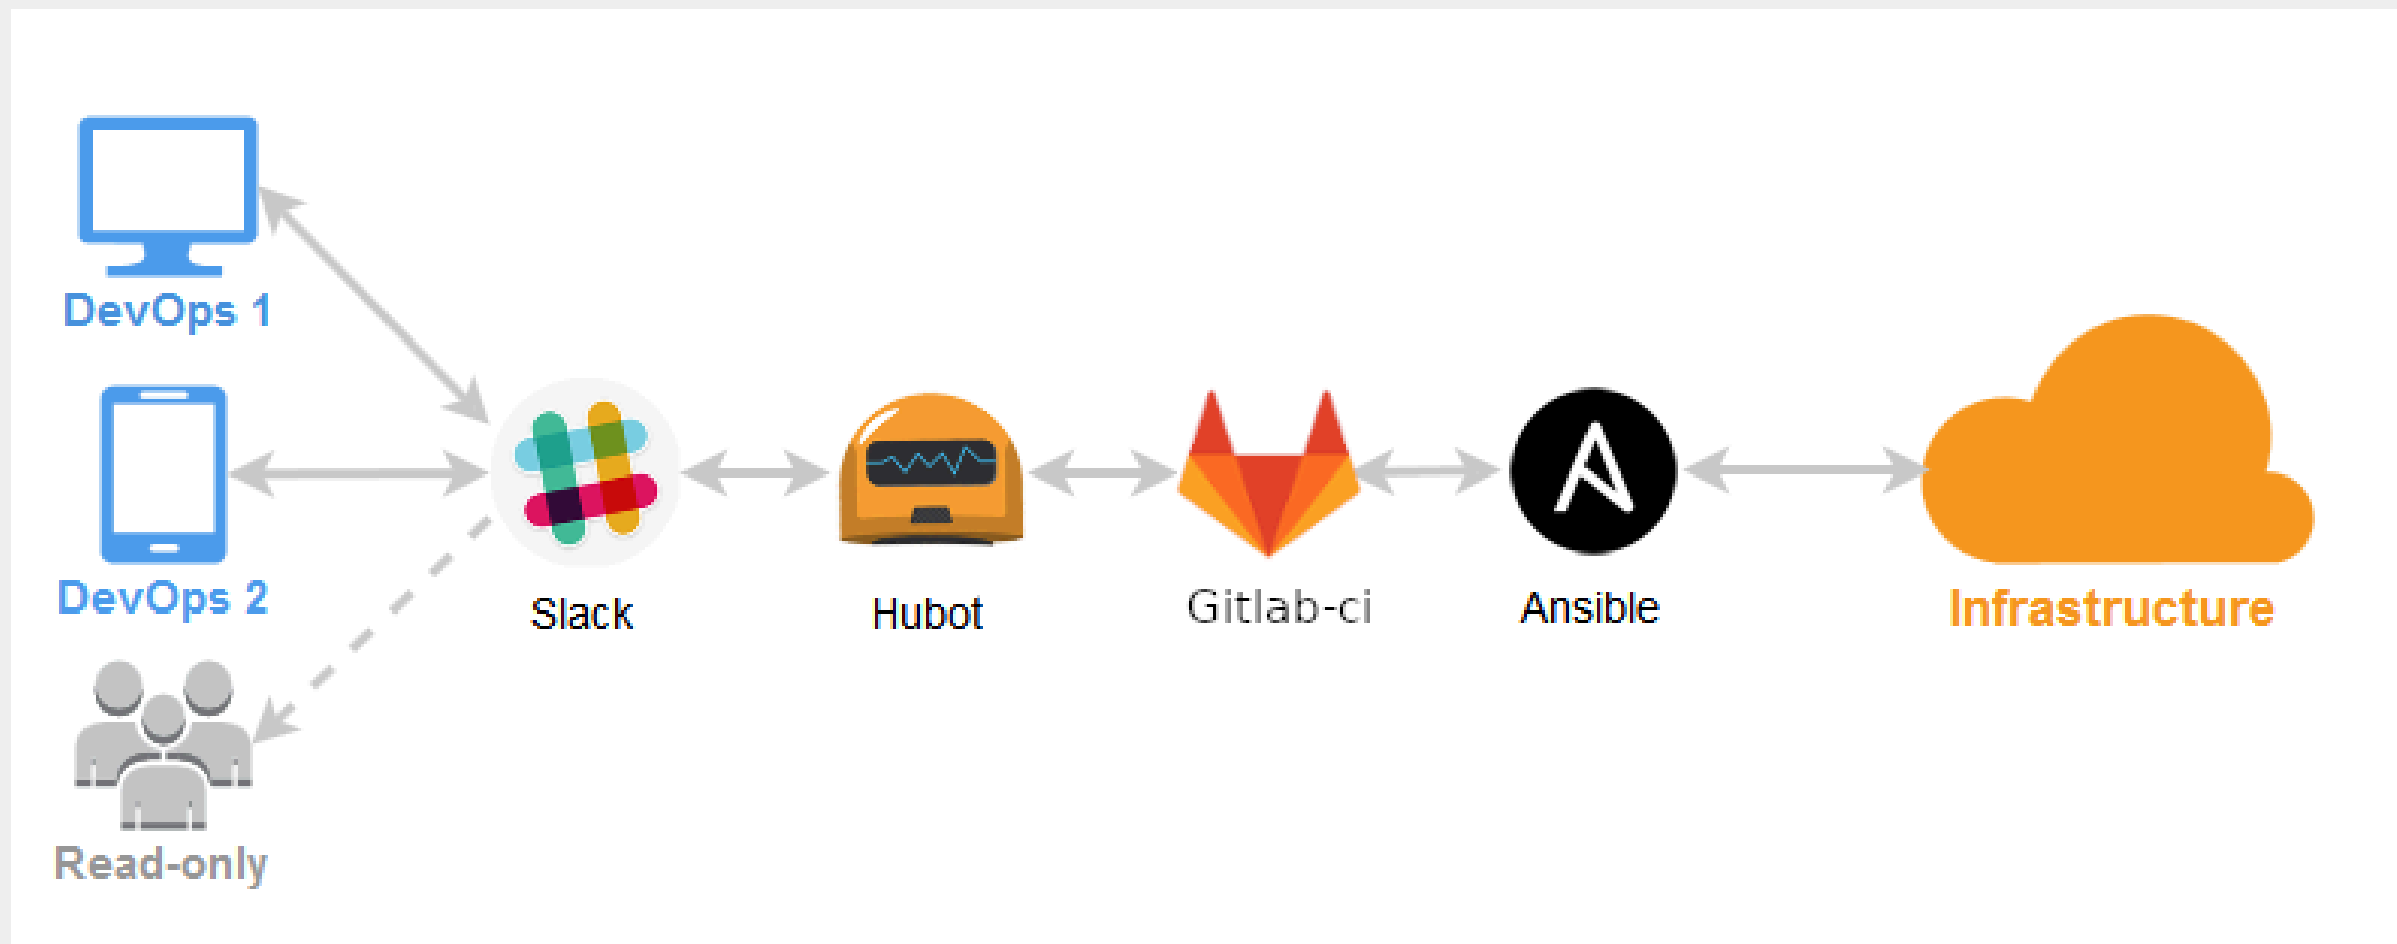 DevOps 1
DevOps 2
Read-only
Slack
Hubot
Gitlab-ci
Ansible
Infrastructure